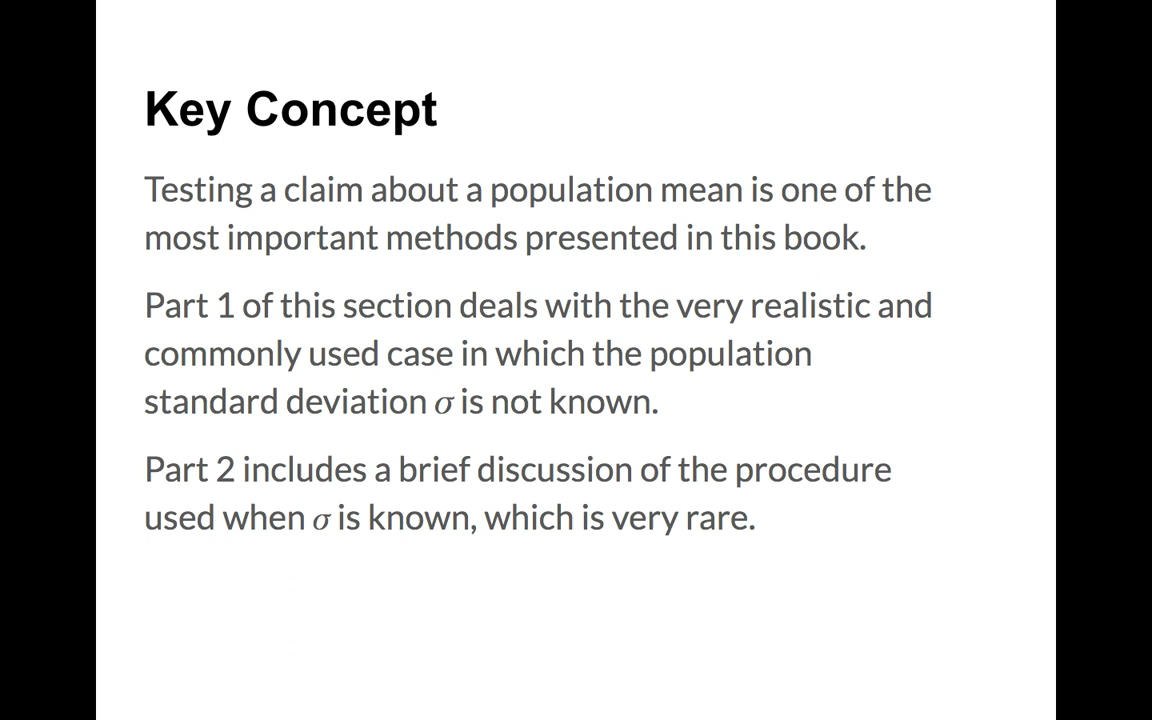 Key Concept
Testing a claim about a population mean is one of the
most important methods presented in this book.
Part 1 of this section deals with the very realistic and
commonly used case in which the population
standard deviation σ is not known.
Part 2 includes a brief discussion of the procedure
used when σ is known, which is very rare.